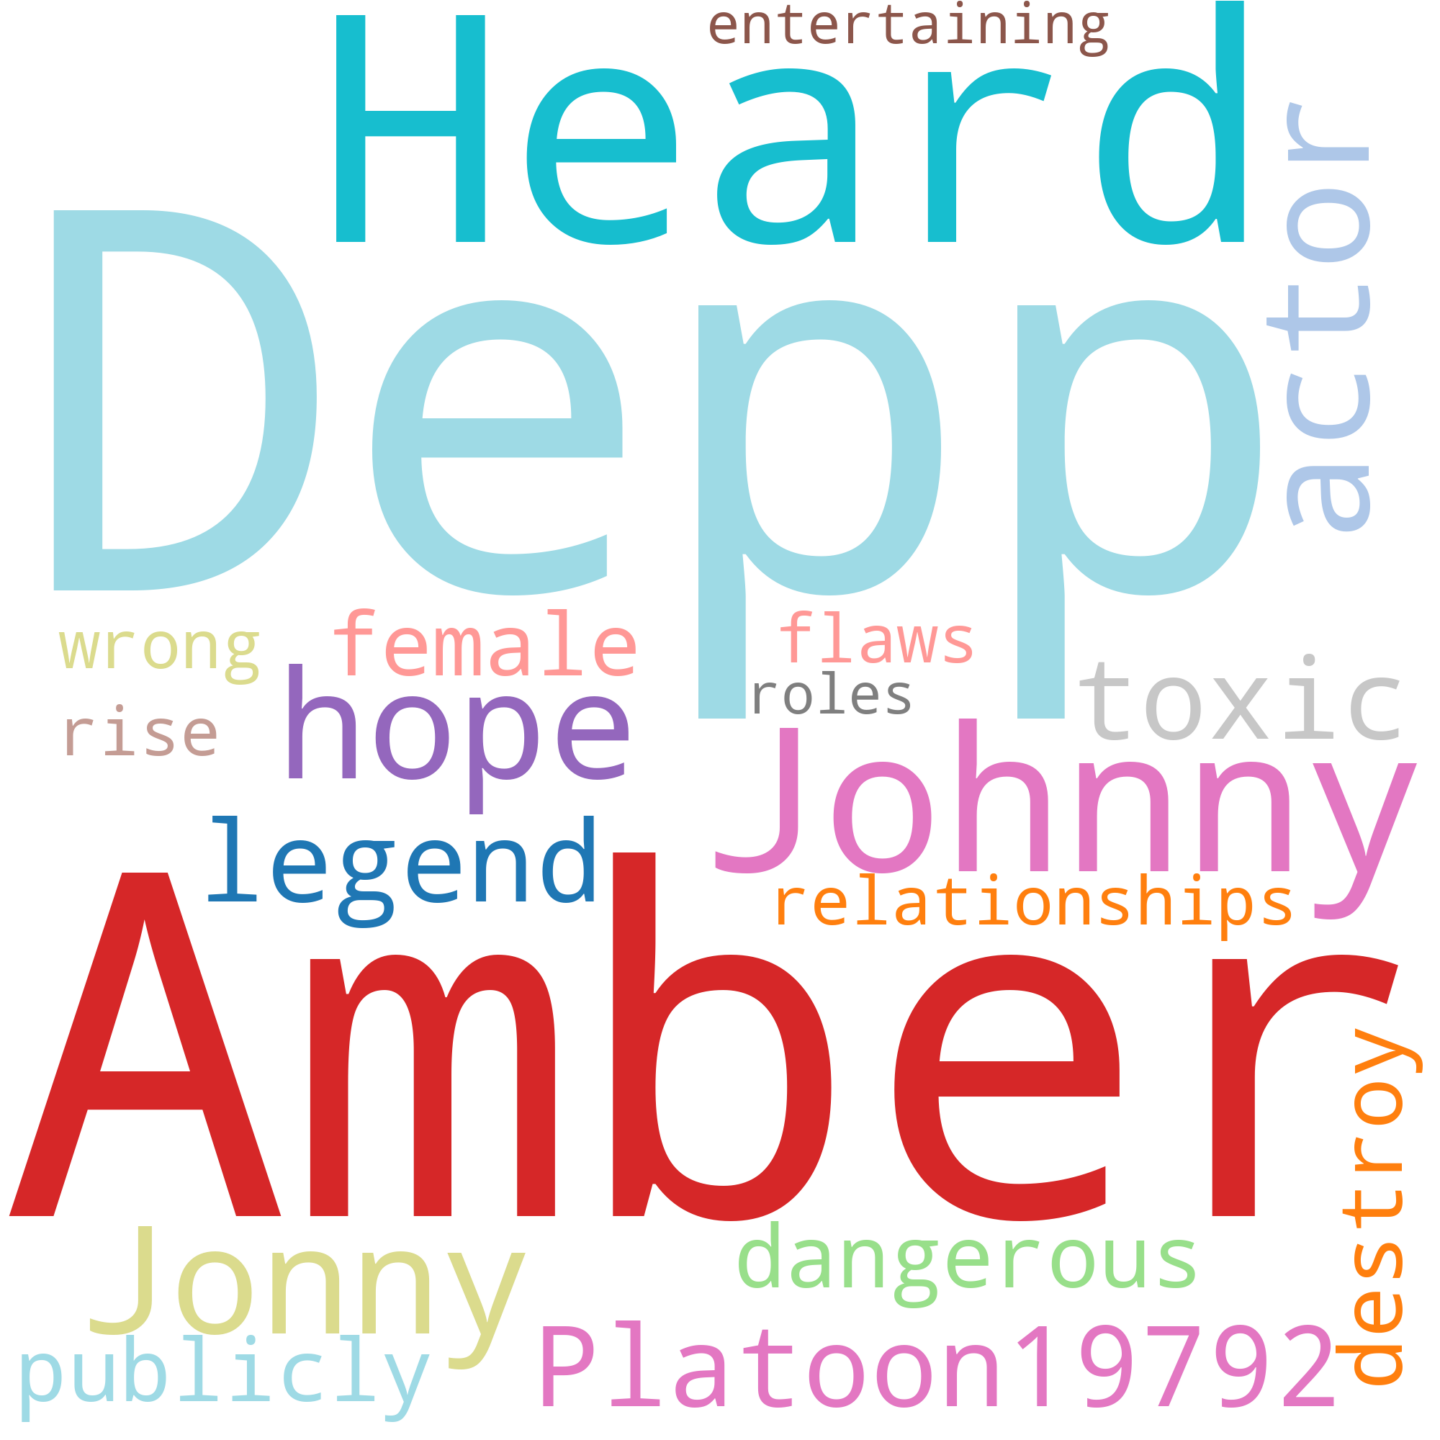 entertaining
Heard
actor
Depp
wrong
female
flaws
roles
toxic
rise
hope
Johnny
legend
relationships
Amber
destroy
Jonny
dangerous
publicly
Platoon19792